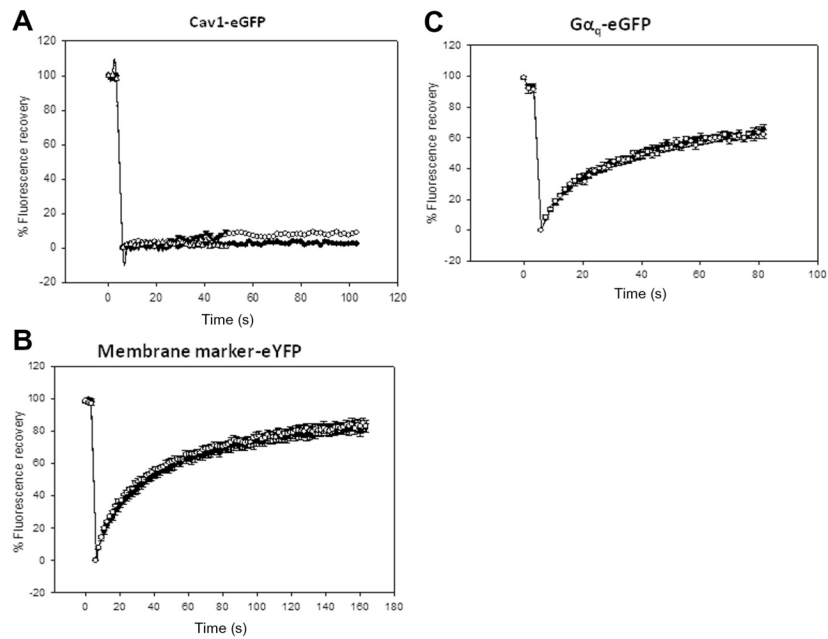 A
Cav1-eGFP
% Fluorescence recovery
120
100
80
60
40
20
0
-20
0 20 40 60 80 100 120
Time (s)
B
Membrane marker-eYFP
% Fluorescence recovery
120
100
80
60
40
20
0
-20
0 20 40 60 80 100 120 140 160 180
Time (s)
C
Gαq-eGFP
% Fluorescence recovery
120
100
80
60
40
20
0
-20
0 20 40 60 80 100
Time (s)